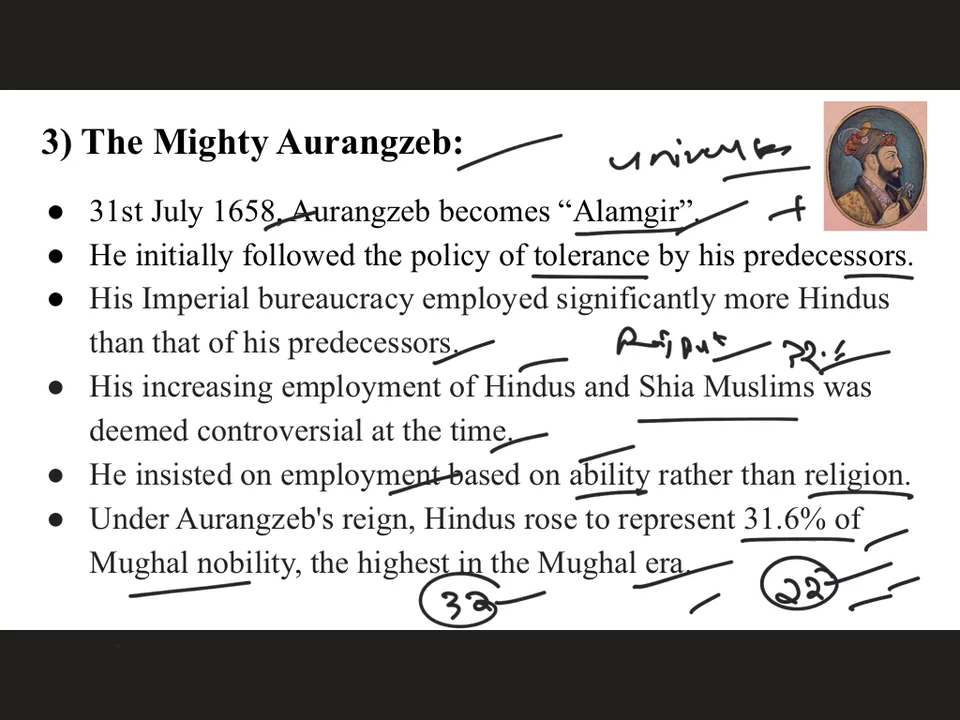 3) The Mighty Aurangzeb:
● 31st July 1658, Aurangzeb becomes “Alamgir”.
● He initially followed the policy of tolerance by his predecessors.
● His Imperial bureaucracy employed significantly more Hindus
than that of his predecessors.
Rajput
● His increasing employment of Hindus and Shia Muslims was
deemed controversial at the time.
● He insisted on employment based on ability rather than religion.
● Under Aurangzeb's reign, Hindus rose to represent 31.6% of
Mughal nobility, the highest in the Mughal era.
32 22